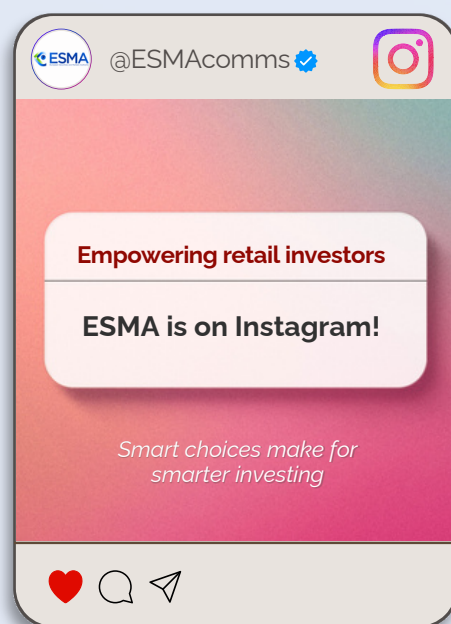 ESMA
@ESMAcomms
Empowering retail investors
ESMA is on Instagram!
Smart choices make for
smarter investing